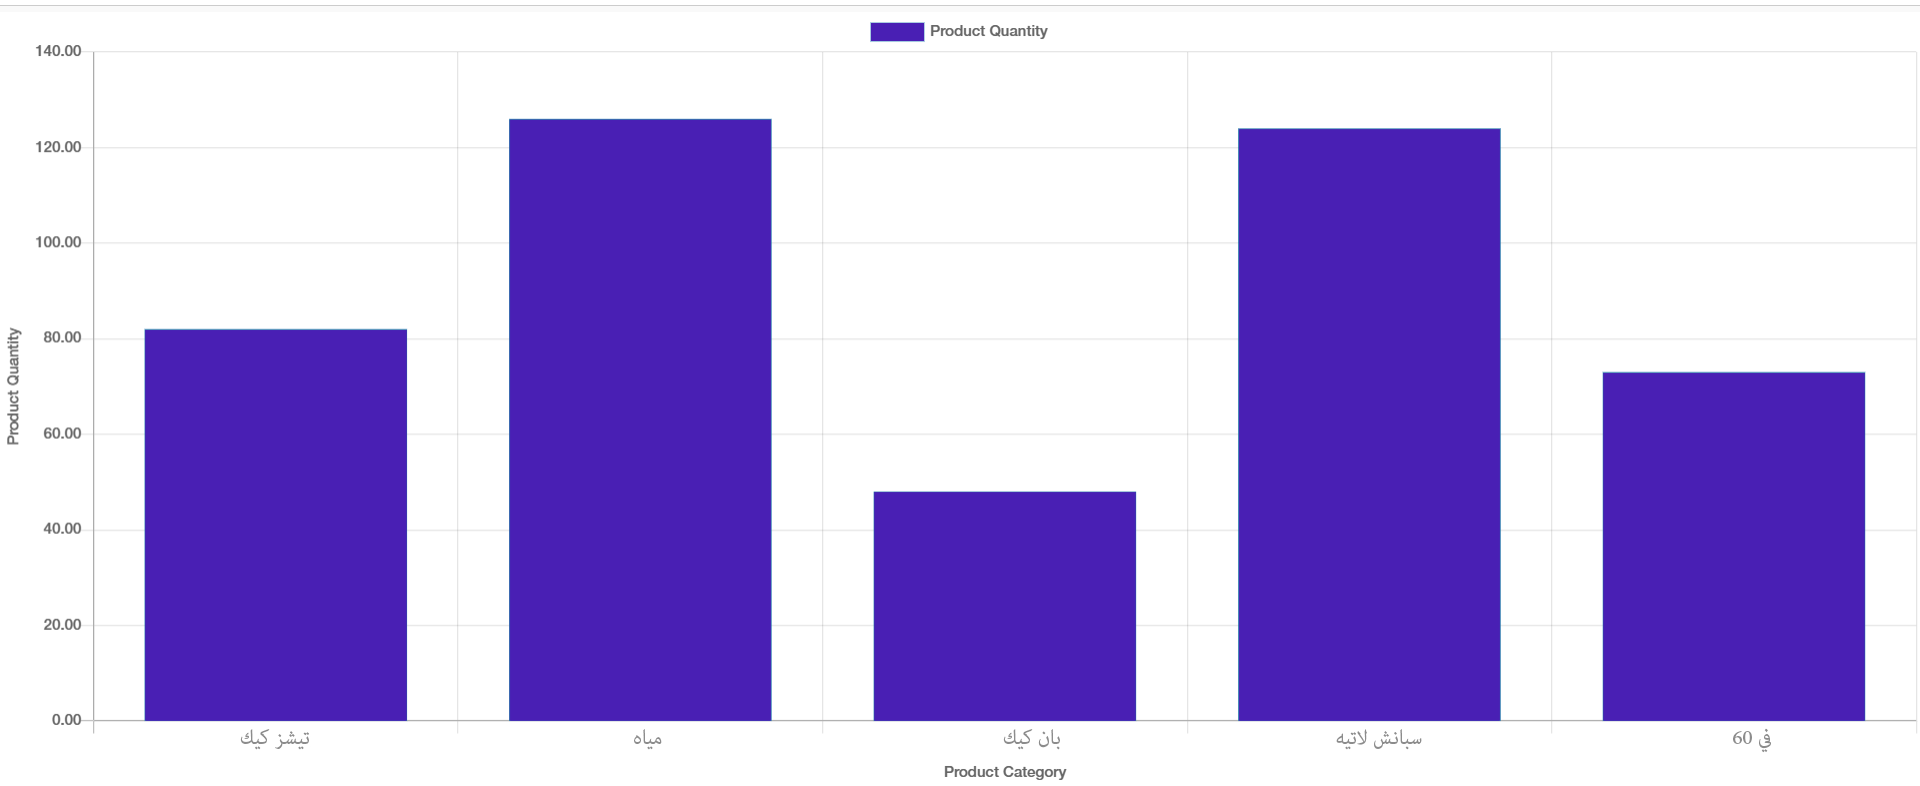 Product Quantity
140.00
120.00
100.00
80.00
60.00
40.00
20.00
0.00
Product Quantity
تيشز كيك
مياه
بان كيك
سبانش لاتيه
في 60
Product Category